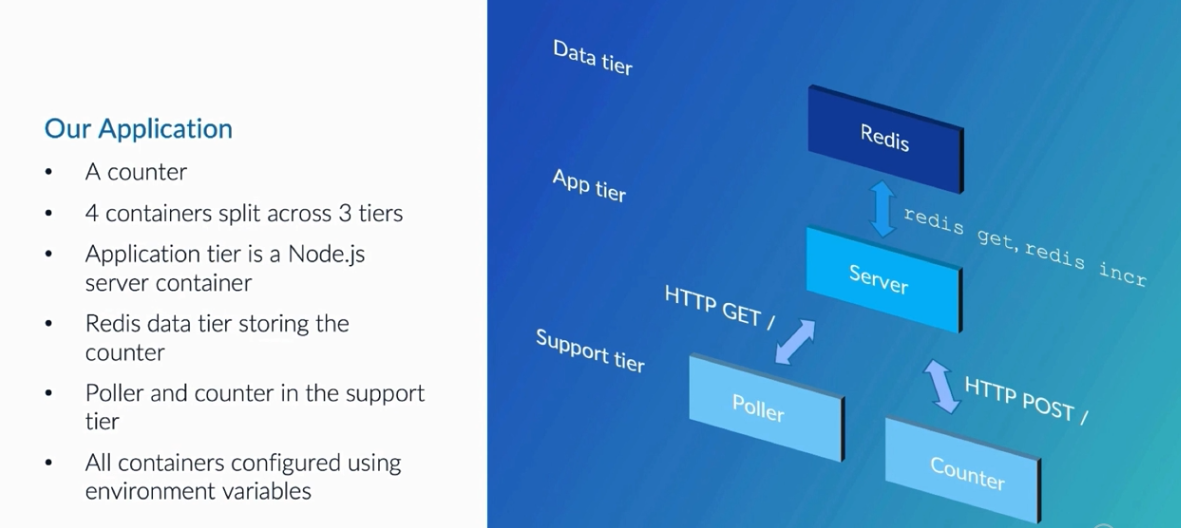 Our Application
• A counter
• 4 containers split across 3 tiers
• Application tier is a Node.js
server container
• Redis data tier storing the
counter
• Poller and counter in the support
tier
• All containers configured using
environment variables
Data tier
Redis
App tier
redis get, redis incr
Server
HTTP GET /
Support tier
Poller
HTTP POST /
Counter